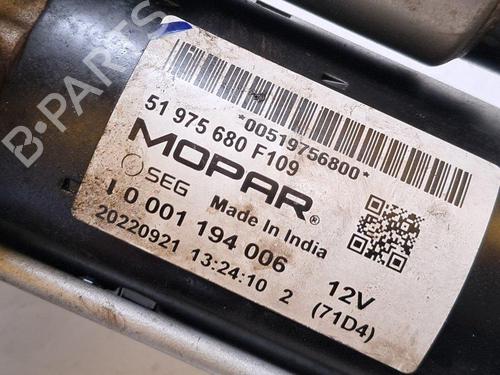 *00519756800*
51 975 680 F109
MOPAR®
SEG Made in India
I 0 001 194 006
20220921 13:24:10 2
12V
(71D4)
B-PARTS